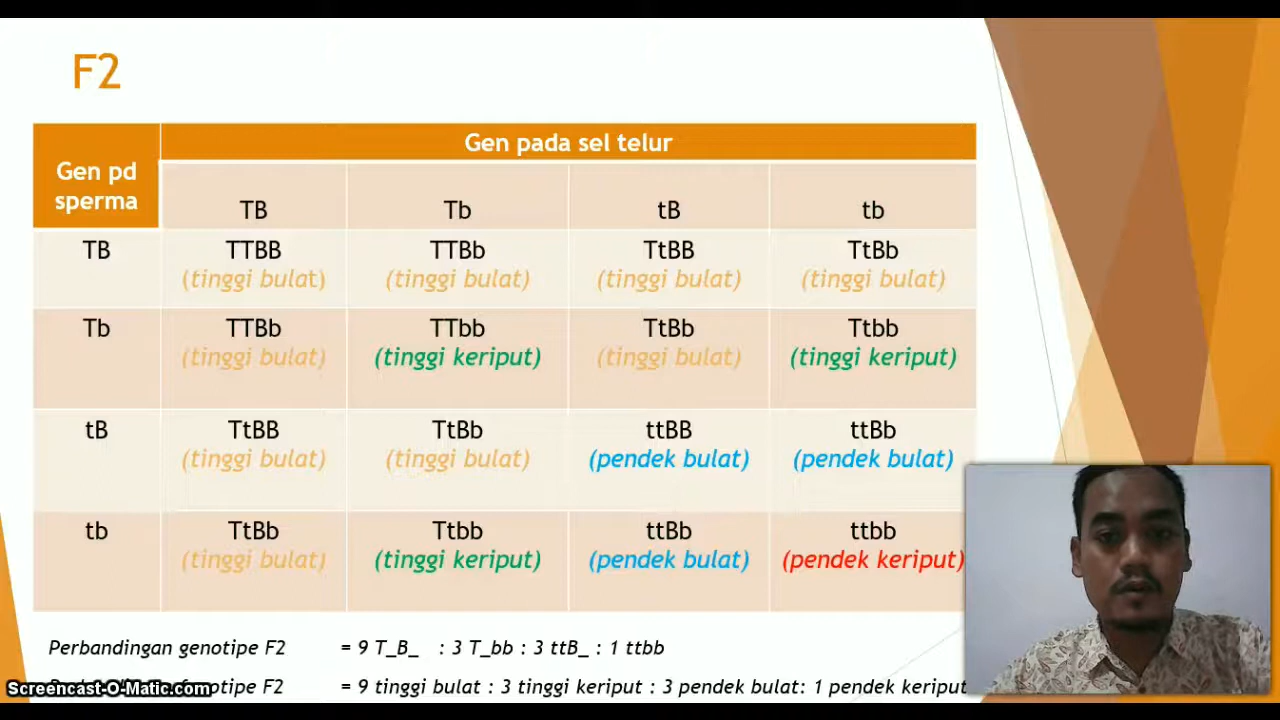 F2
Gen pada sel telur
Gen pd
sperma
TB Tb tB tb
TB TTBB TTBb TtBB TtBb
(tinggi bulat) (tinggi bulat) (tinggi bulat) (tinggi bulat)
Tb TTBb TTbb TtBb Ttbb
(tinggi bulat) (tinggi keriput) (tinggi bulat) (tinggi keriput)
tB TtBB TtBb ttBB ttBb
(tinggi bulat) (tinggi bulat) (pendek bulat) (pendek bulat)
tb TtBb Ttbb ttBb ttbb
(tinggi bulat) (tinggi keriput) (pendek bulat) (pendek keriput)
Perbandingan genotipe F2 = 9 T_B_ : 3 T_bb : 3 ttB_ : 1 ttbb
Screencast-O-Matic.com
F2 = 9 tinggi bulat : 3 tinggi keriput : 3 pendek bulat: 1 pendek keriput